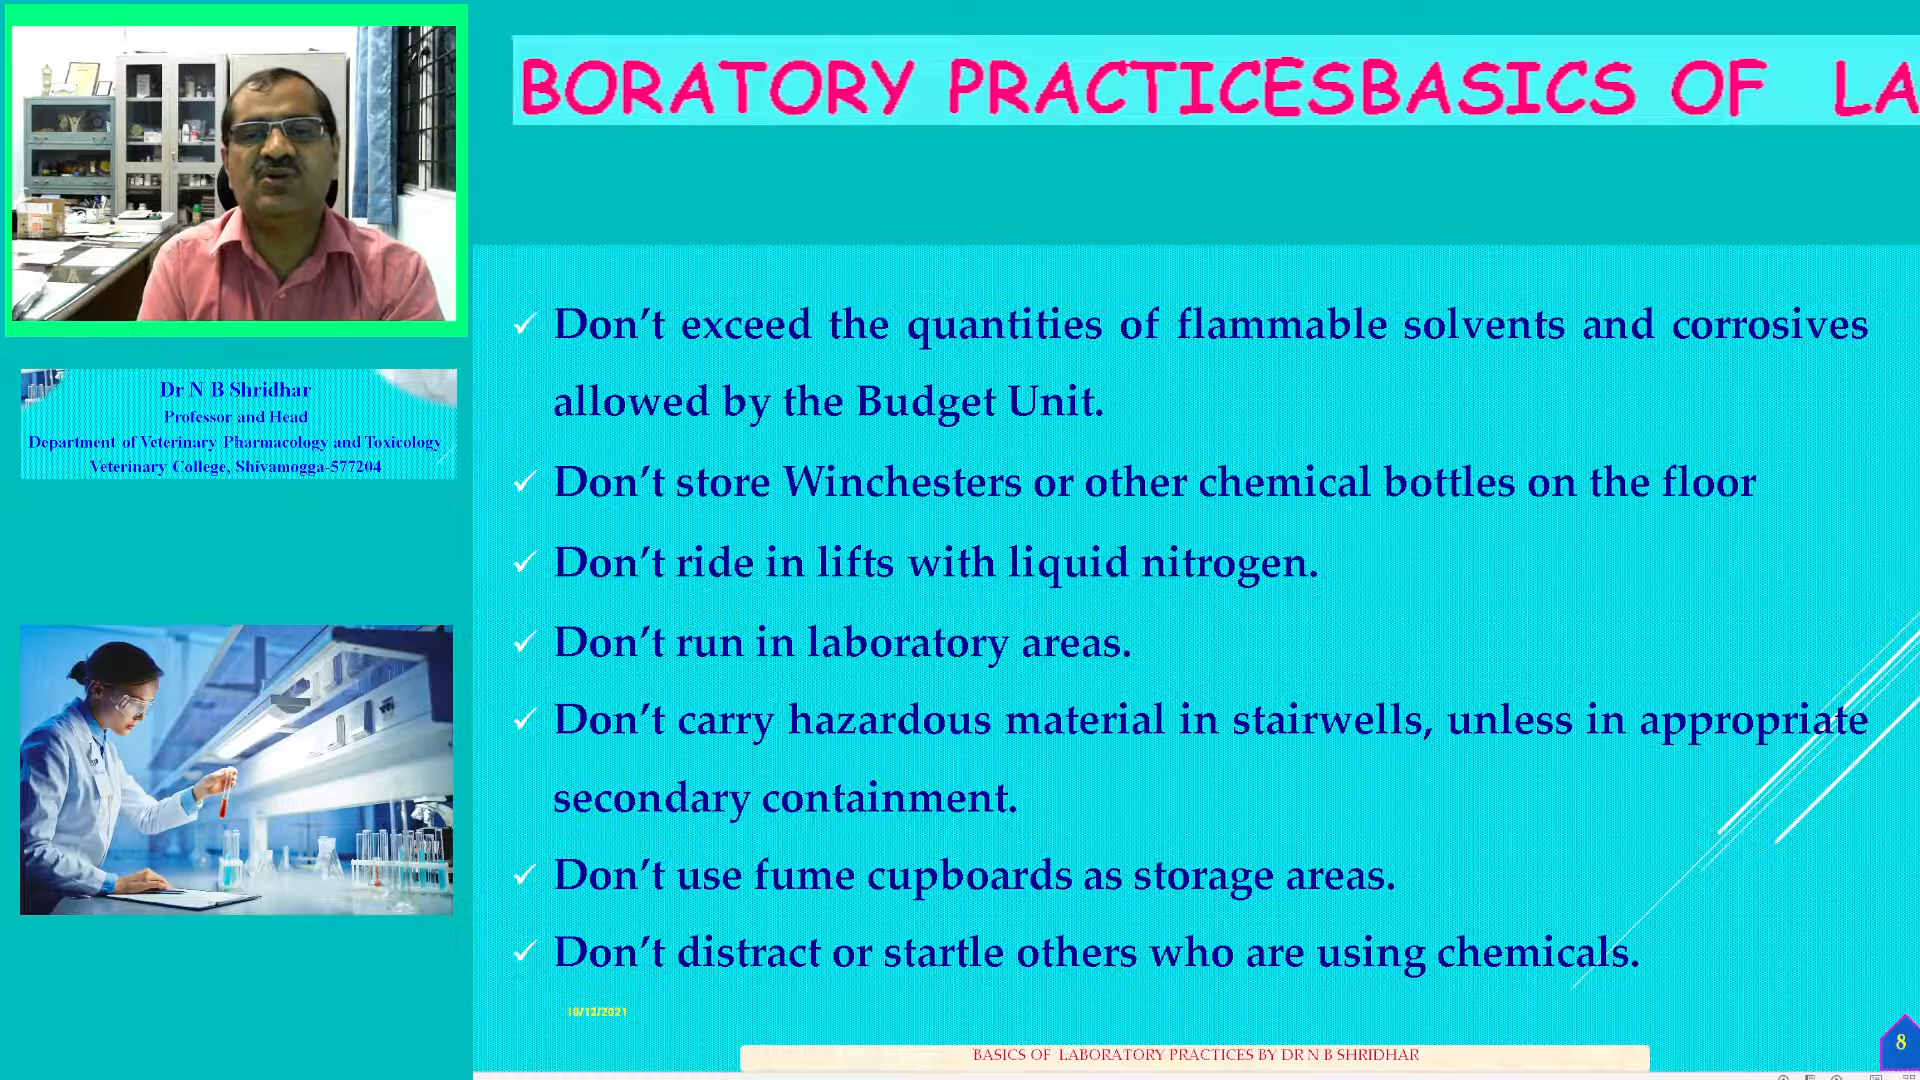 BORATORY PRACTICESBASICS OF LA
Dr N B Shridhar
Professor and Head
Department of Veterinary Pharmacology and Toxicology
Veterinary College, Shivamogga-577204
Don't exceed the quantities of flammable solvents and corrosives
allowed by the Budget Unit.
Don't store Winchesters or other chemical bottles on the floor
Don't ride in lifts with liquid nitrogen.
Don't run in laboratory areas.
Don't carry hazardous material in stairwells, unless in appropriate
secondary containment.
Don't use fume cupboards as storage areas.
Don't distract or startle others who are using chemicals.
10/12/2021
BASICS OF LABORATORY PRACTICES BY DR N B SHRIDHAR
8